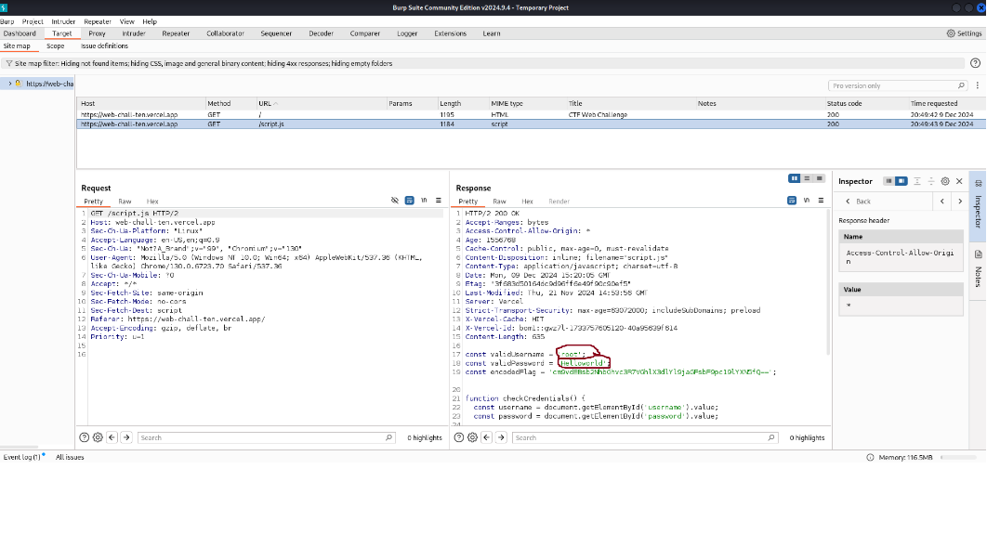 Burp Suite Community Edition v2024.9.4 - Temporary Project
Burp Project Intruder Repeater View Help
Dashboard Target Proxy Intruder Repeater Collaborator Sequencer Decoder Comparer Logger Extensions Learn Settings
Site map Scope Issue definitions
Site map filter: Hiding not found items; hiding CSS, image and general binary content; hiding 4xx responses; hiding empty folders
https://web-cha
Pro version only
Host Method URL Params Length MIME type Title Notes Status code Time requested
https://web-chall-ten.vercel.app GET / 1195 HTML CTF Web Challenge 200 20:49:42 9 Dec 2024
https://web-chall-ten.vercel.app GET /script.js 1184 script 200 20:49:43 9 Dec 2024
Request
Pretty Raw Hex
1 GET /script.js HTTP/2
2 Host: web-chall-ten.vercel.app
3 Sec-Ch-Ua-Platform: "Linux"
4 Accept-Language: en-US,en;q=0.9
5 Sec-Ch-Ua: "Not?A_Brand";v="99", "Chromium";v="130"
6 User-Agent: Mozilla/5.0 (Windows NT 10.0; Win64; x64) AppleWebKit/537.36 (KHTML,
like Gecko) Chrome/130.0.6723.70 Safari/537.36
7 Sec-Ch-Ua-Mobile: ?0
8 Accept: */*
9 Sec-Fetch-Site: same-origin
10 Sec-Fetch-Mode: no-cors
11 Sec-Fetch-Dest: script
12 Referer: https://web-chall-ten.vercel.app/
13 Accept-Encoding: gzip, deflate, br
14 Priority: u=1
15
16
Search 0 highlights
Response
Pretty Raw Hex Render
1 HTTP/2 200 OK
2 Accept-Ranges: bytes
3 Access-Control-Allow-Origin: *
4 Age: 1556768
5 Cache-Control: public, max-age=0, must-revalidate
6 Content-Disposition: inline; filename="script.js"
7 Content-Type: application/javascript; charset=utf-8
8 Date: Mon, 09 Dec 2024 15:20:05 GMT
9 Etag: "3f683d50164dc9d96ff6e49f90c90ef5"
10 Last-Modified: Thu, 21 Nov 2024 14:53:56 GMT
11 Server: Vercel
12 Strict-Transport-Security: max-age=63072000; includeSubDomains; preload
13 X-Vercel-Cache: HIT
14 X-Vercel-Id: bom1::gwz7l-1733757605120-40a95639f614
15 Content-Length: 635
16
17 const validUsername = 'root';
18 const validPassword = 'Helloworld';
19 const encodedFlag =
20
21 function checkCredentials() {
22 const username = document.getElementById('username').value;
23 const password = document.getElementById('password').value;
24
Search 0 highlights
Inspector
Back
Response header
Name
Access-Control-Allow-Origi
n
Value
*
Inspector
Notes
Event log (1) All issues Memory: 116.5MB